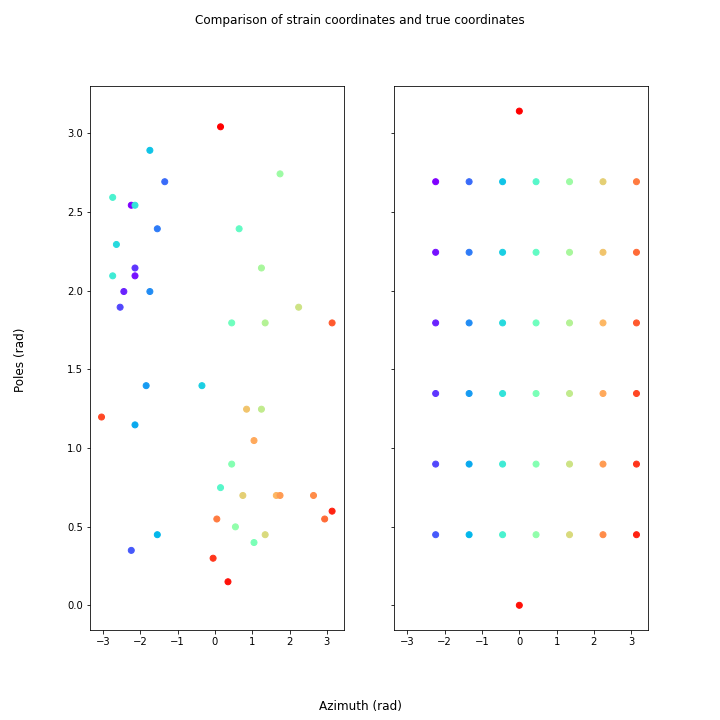 Comparison of strain coordinates and true coordinates
Poles (rad)
3.0
2.5
2.0
1.5
1.0
0.5
0.0
−3 −2 −1 0 1 2 3
−3 −2 −1 0 1 2 3
Azimuth (rad)